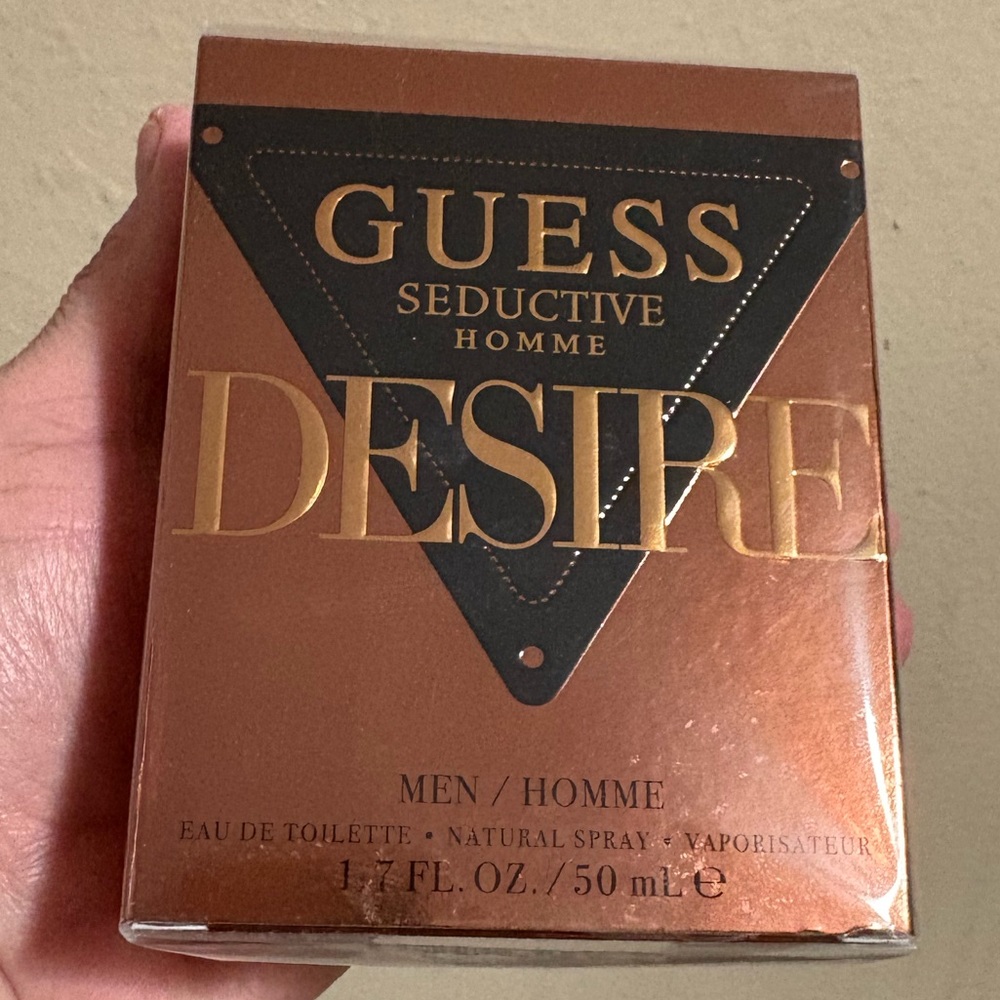 GUESS
SEDUCTIVE
HOMME
DESIRE
MEN / HOMME
EAU DE TOILETTE • NATURAL SPRAY • VAPORISATEUR
1.7 FL. OZ./50 mL ℮